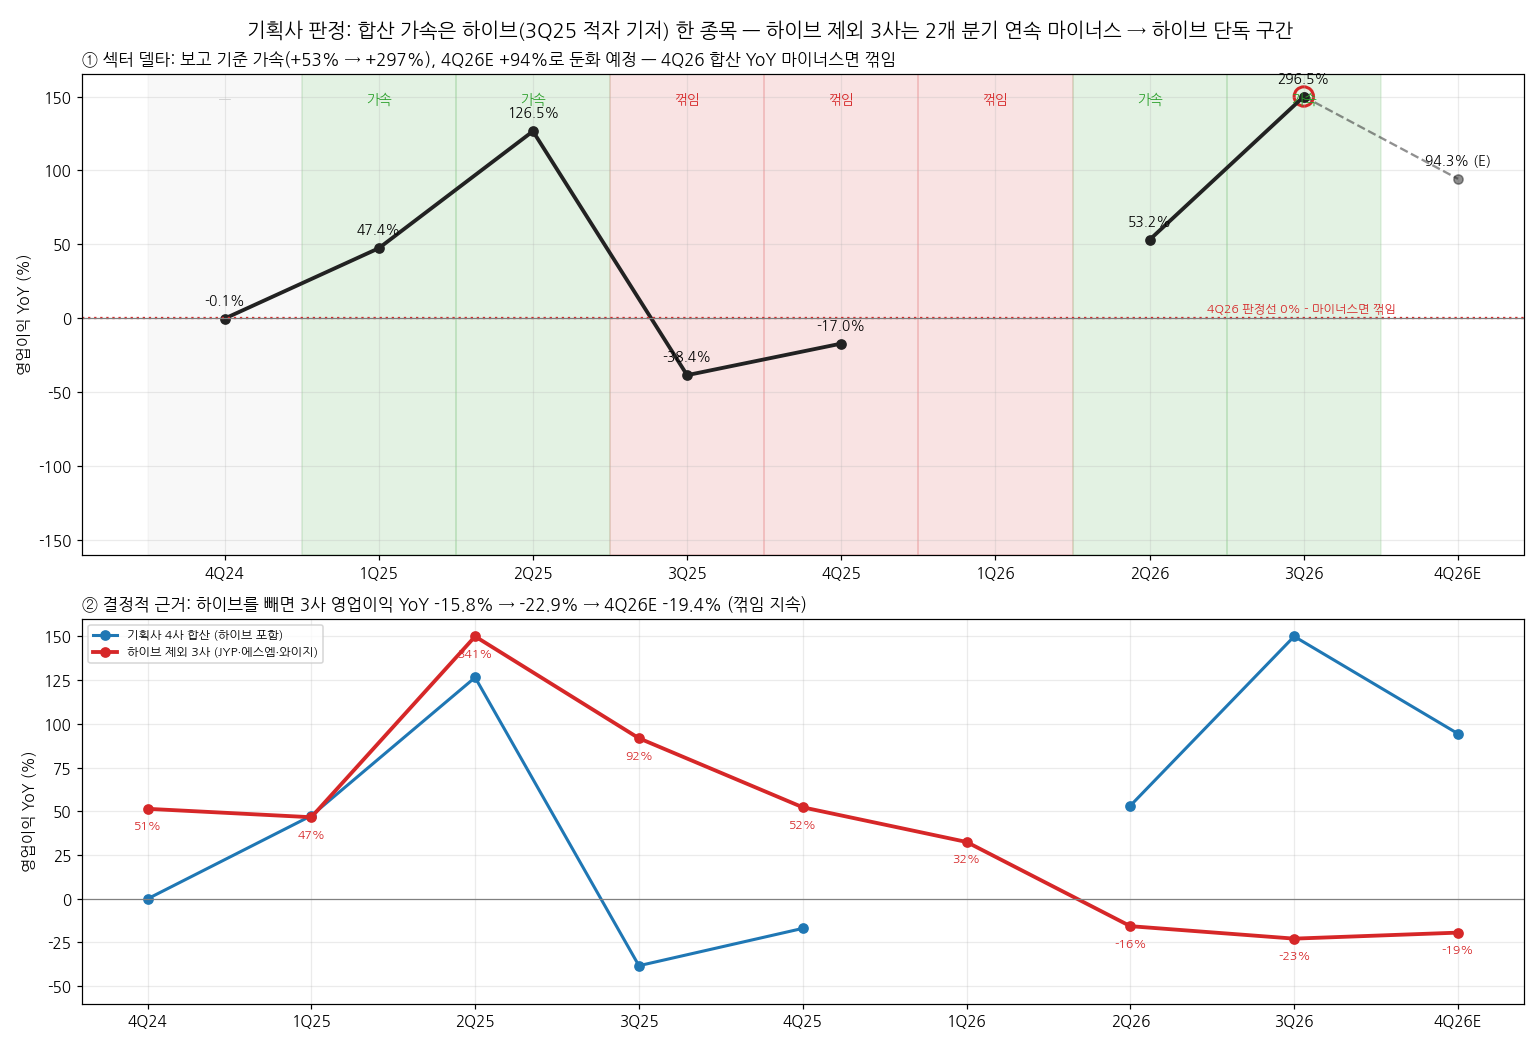 기획사 판정: 합산 가속은 하이브(3Q25 적자 기저) 한 종목 — 하이브 제외 3사는 2개 분기 연속 마이너스 → 하이브 단독 구간
① 섹터 델타: 보고 기준 가속(+53% → +297%), 4Q26E +94%로 둔화 예정 — 4Q26 합산 YoY 마이너스면 꺾임
영업이익 YoY (%)
150
100
50
0
-50
-100
-150
—
가속
가속
꺾임
꺾임
꺾임
가속
-0.1%
47.4%
126.5%
-38.4%
-17.0%
53.2%
296.5%
94.3% (E)
4Q26 판정선 0% - 마이너스면 꺾임
4Q24
1Q25
2Q25
3Q25
4Q25
1Q26
2Q26
3Q26
4Q26E
② 결정적 근거: 하이브를 빼면 3사 영업이익 YoY -15.8% → -22.9% → 4Q26E -19.4% (꺾임 지속)
영업이익 YoY (%)
기획사 4사 합산 (하이브 포함)
하이브 제외 3사 (JYP·에스엠·와이지)
150
125
100
75
50
25
0
-25
-50
51%
47%
341%
92%
52%
32%
-16%
-23%
-19%
4Q24
1Q25
2Q25
3Q25
4Q25
1Q26
2Q26
3Q26
4Q26E